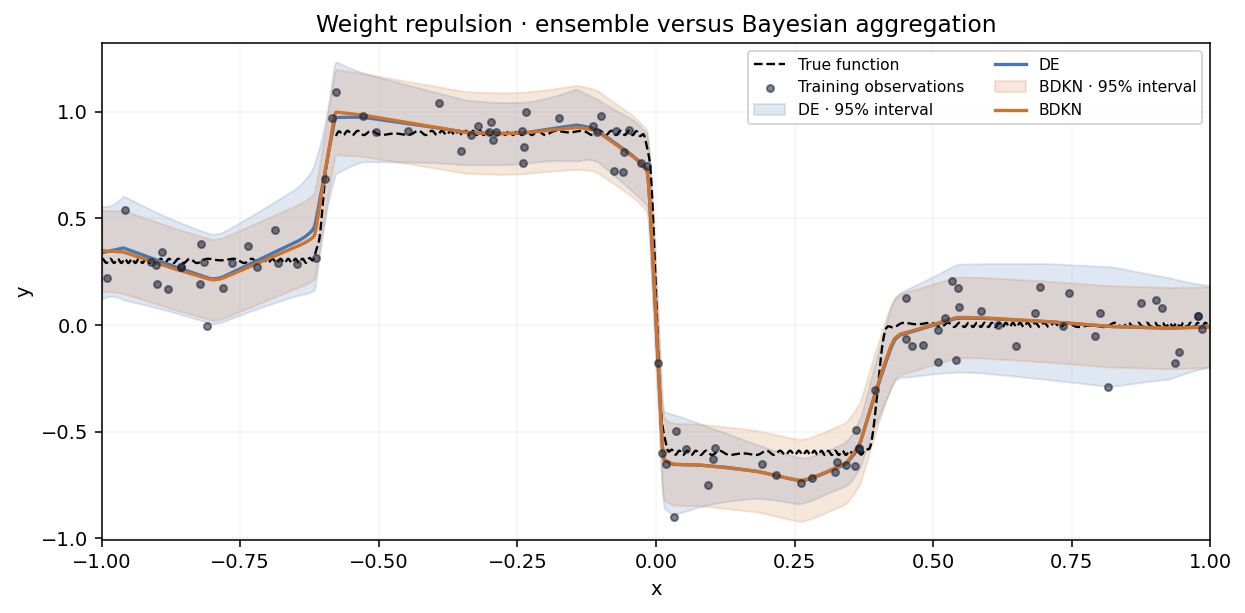 Weight repulsion · ensemble versus Bayesian aggregation
True function
Training observations
DE · 95% interval
DE
BDKN · 95% interval
BDKN
y
1.0
0.5
0.0
−0.5
−1.0
−1.00 −0.75 −0.50 −0.25 0.00 0.25 0.50 0.75 1.00
x